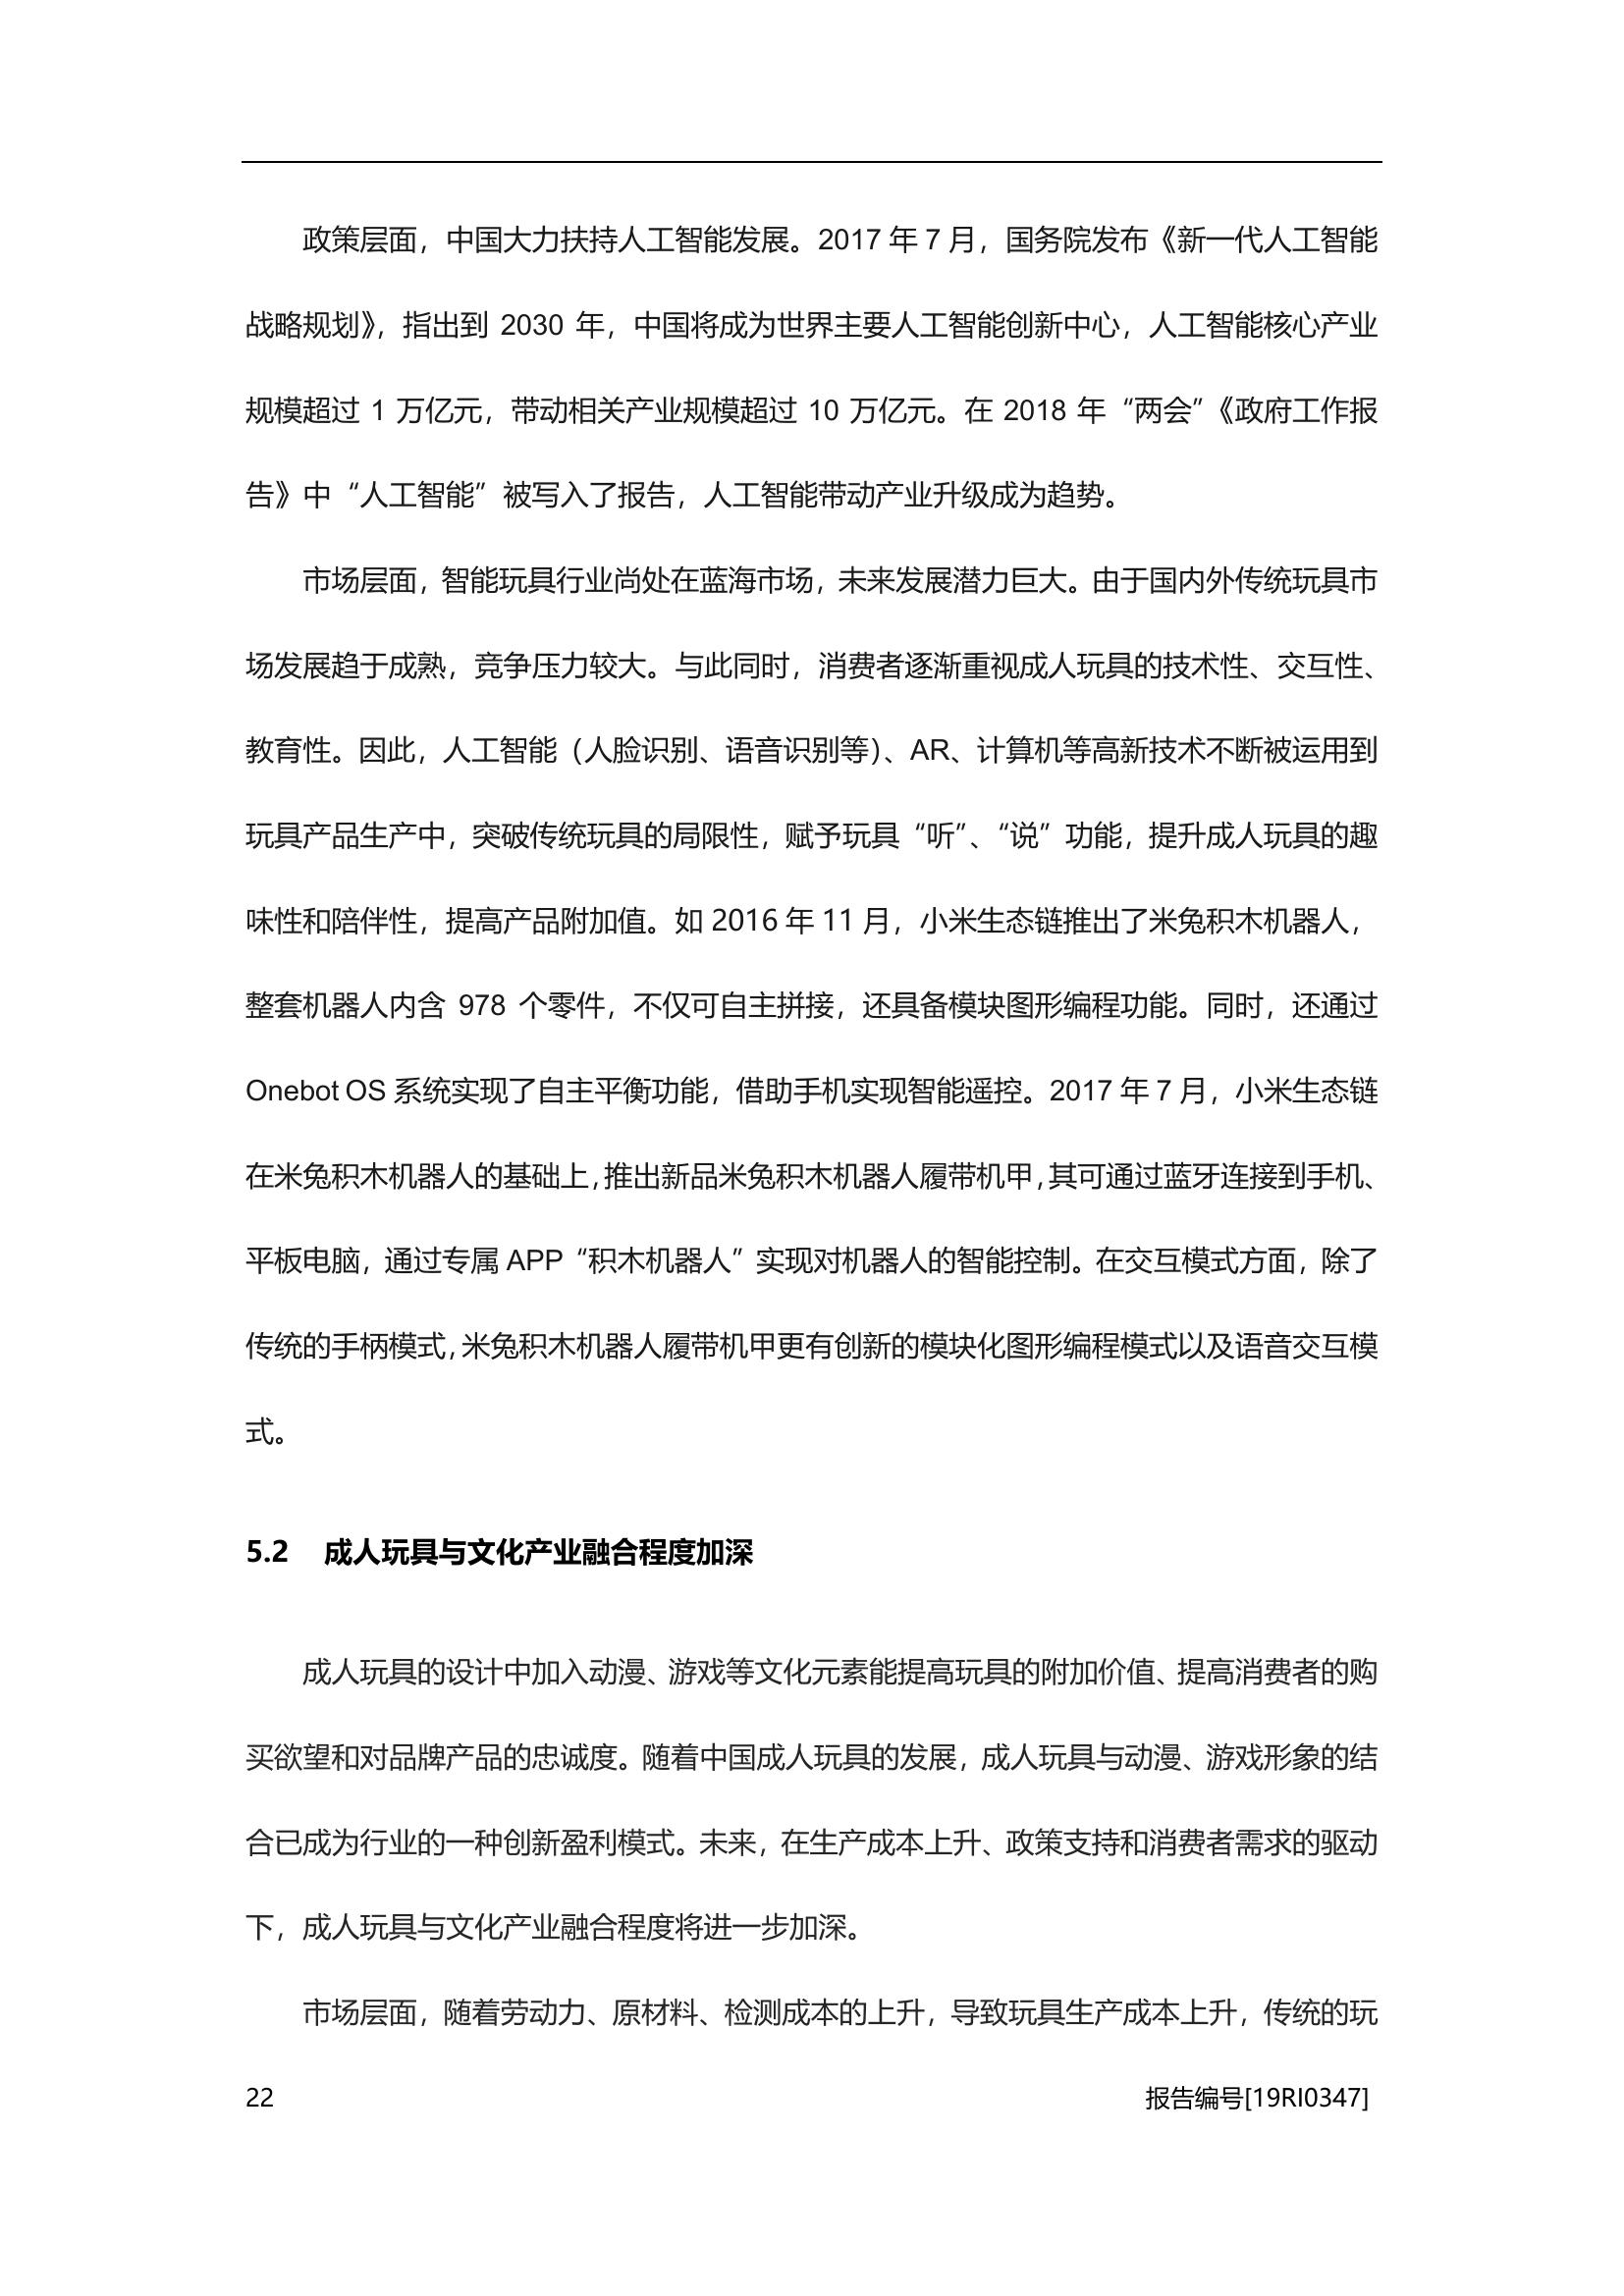 政策层面，中国大力扶持人工智能发展。2017 年 7 月，国务院发布《新一代人工智能
战略规划》，指出到 2030 年，中国将成为世界主要人工智能创新中心，人工智能核心产业
规模超过 1 万亿元，带动相关产业规模超过 10 万亿元。在 2018 年“两会”《政府工作报
告》中“人工智能”被写入了报告，人工智能带动产业升级成为趋势。
市场层面，智能玩具行业尚处在蓝海市场，未来发展潜力巨大。由于国内外传统玩具市
场发展趋于成熟，竞争压力较大。与此同时，消费者逐渐重视成人玩具的技术性、交互性、
教育性。因此，人工智能（人脸识别、语音识别等）、AR、计算机等高新技术不断被运用到
玩具产品生产中，突破传统玩具的局限性，赋予玩具“听”、“说”功能，提升成人玩具的趣
味性和陪伴性，提高产品附加值。如 2016 年 11 月，小米生态链推出了米兔积木机器人，
整套机器人内含 978 个零件，不仅可自主拼接，还具备模块图形编程功能。同时，还通过
Onebot OS 系统实现了自主平衡功能，借助手机实现智能遥控。2017 年 7 月，小米生态链
在米兔积木机器人的基础上，推出新品米兔积木机器人履带机甲，其可通过蓝牙连接到手机、
平板电脑，通过专属 APP“积木机器人”实现对机器人的智能控制。在交互模式方面，除了
传统的手柄模式，米兔积木机器人履带机甲更有创新的模块化图形编程模式以及语音交互模
式。
5.2 成人玩具与文化产业融合程度加深
成人玩具的设计中加入动漫、游戏等文化元素能提高玩具的附加价值、提高消费者的购
买欲望和对品牌产品的忠诚度。随着中国成人玩具的发展，成人玩具与动漫、游戏形象的结
合已成为行业的一种创新盈利模式。未来，在生产成本上升、政策支持和消费者需求的驱动
下，成人玩具与文化产业融合程度将进一步加深。
市场层面，随着劳动力、原材料、检测成本的上升，导致玩具生产成本上升，传统的玩
22 报告编号[19RI0347]